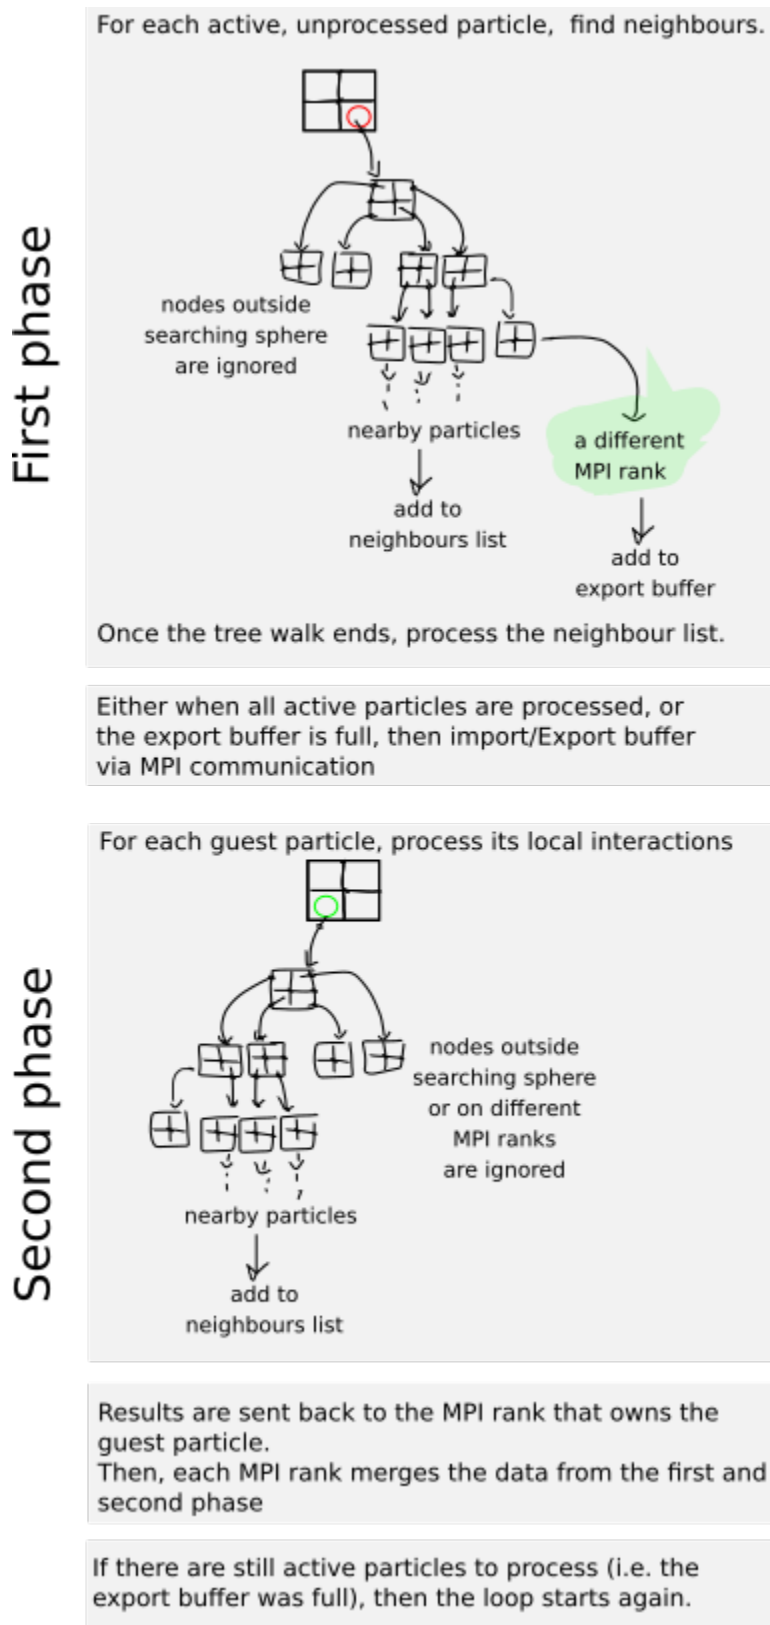 First phase
For each active, unprocessed particle, find neighbours.
nodes outside
searching sphere
are ignored
nearby particles
add to
neighbours list
a different
MPI rank
add to
export buffer
Once the tree walk ends, process the neighbour list.
Either when all active particles are processed, or
the export buffer is full, then import/Export buffer
via MPI communication
Second phase
For each guest particle, process its local interactions
nodes outside
searching sphere
or on different
MPI ranks
are ignored
nearby particles
add to
neighbours list
Results are sent back to the MPI rank that owns the
guest particle.
Then, each MPI rank merges the data from the first and
second phase
If there are still active particles to process (i.e. the
export buffer was full), then the loop starts again.